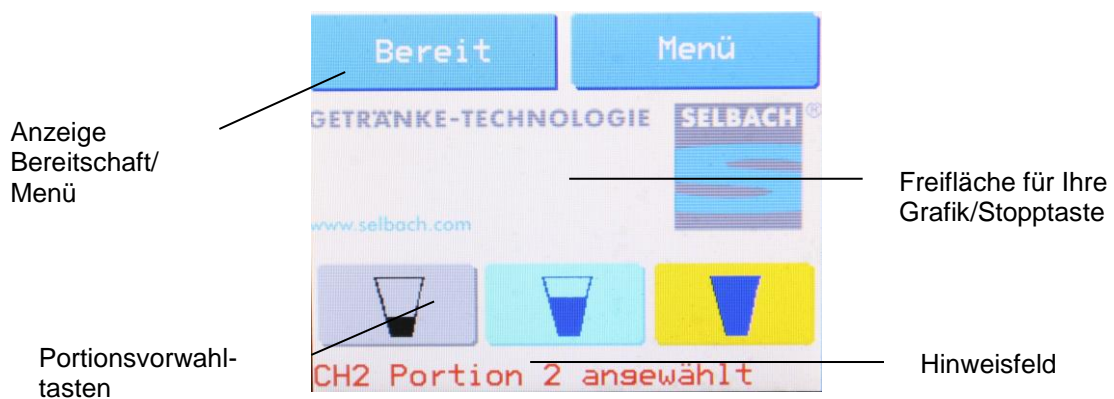 Bereit
Menü
GETRÄNKE-TECHNOLOGIE
SELBACH®
www.selbach.com
CH2 Portion 2 angewählt
Anzeige
Bereitschaft/
Menü
Freifläche für Ihre
Grafik/Stopptaste
Portionsvorwahl-
tasten
Hinweisfeld